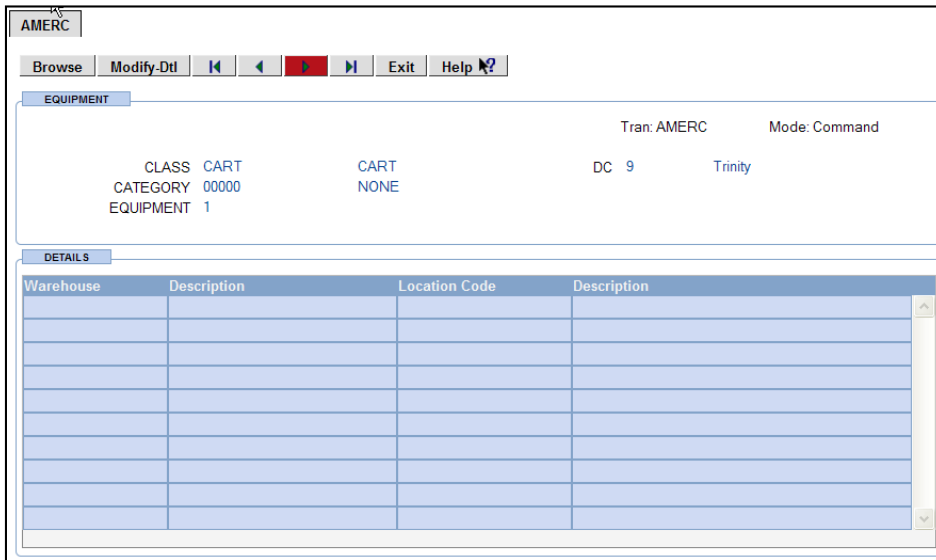 AMERC
Browse Modify-Dtl Exit Help ?
EQUIPMENT
Tran: AMERC Mode: Command
CLASS CART CART DC 9 Trinity
CATEGORY 00000 NONE
EQUIPMENT 1
DETAILS
Warehouse Description Location Code Description